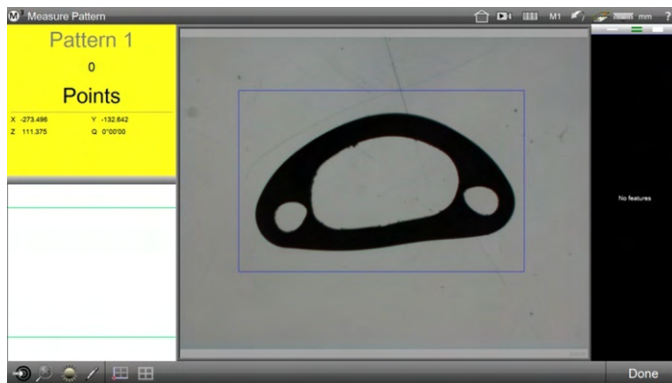 M3 Measure Pattern
M1 mm ?
Pattern 1
0
Points
X -273.496 Y -132.642
Z 111.375 Q 0°00'00
No features
Done